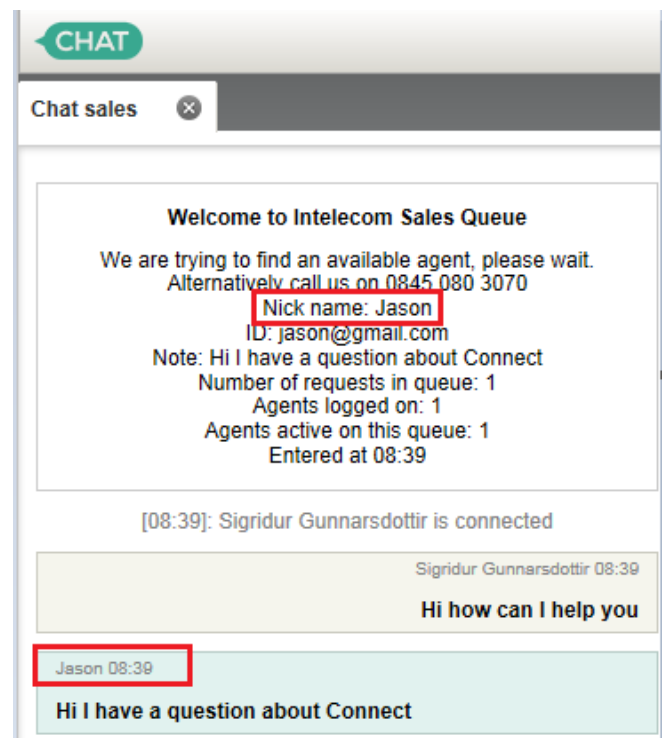 CHAT
Chat sales
Welcome to Intelecom Sales Queue
We are trying to find an available agent, please wait.
Alternatively call us on 0845 080 3070
Nick name: Jason
ID: jason@gmail.com
Note: Hi I have a question about Connect
Number of requests in queue: 1
Agents logged on: 1
Agents active on this queue: 1
Entered at 08:39
[08:39]: Sigridur Gunnarsdottir is connected
Sigridur Gunnarsdottir 08:39
Hi how can I help you
Jason 08:39
Hi I have a question about Connect